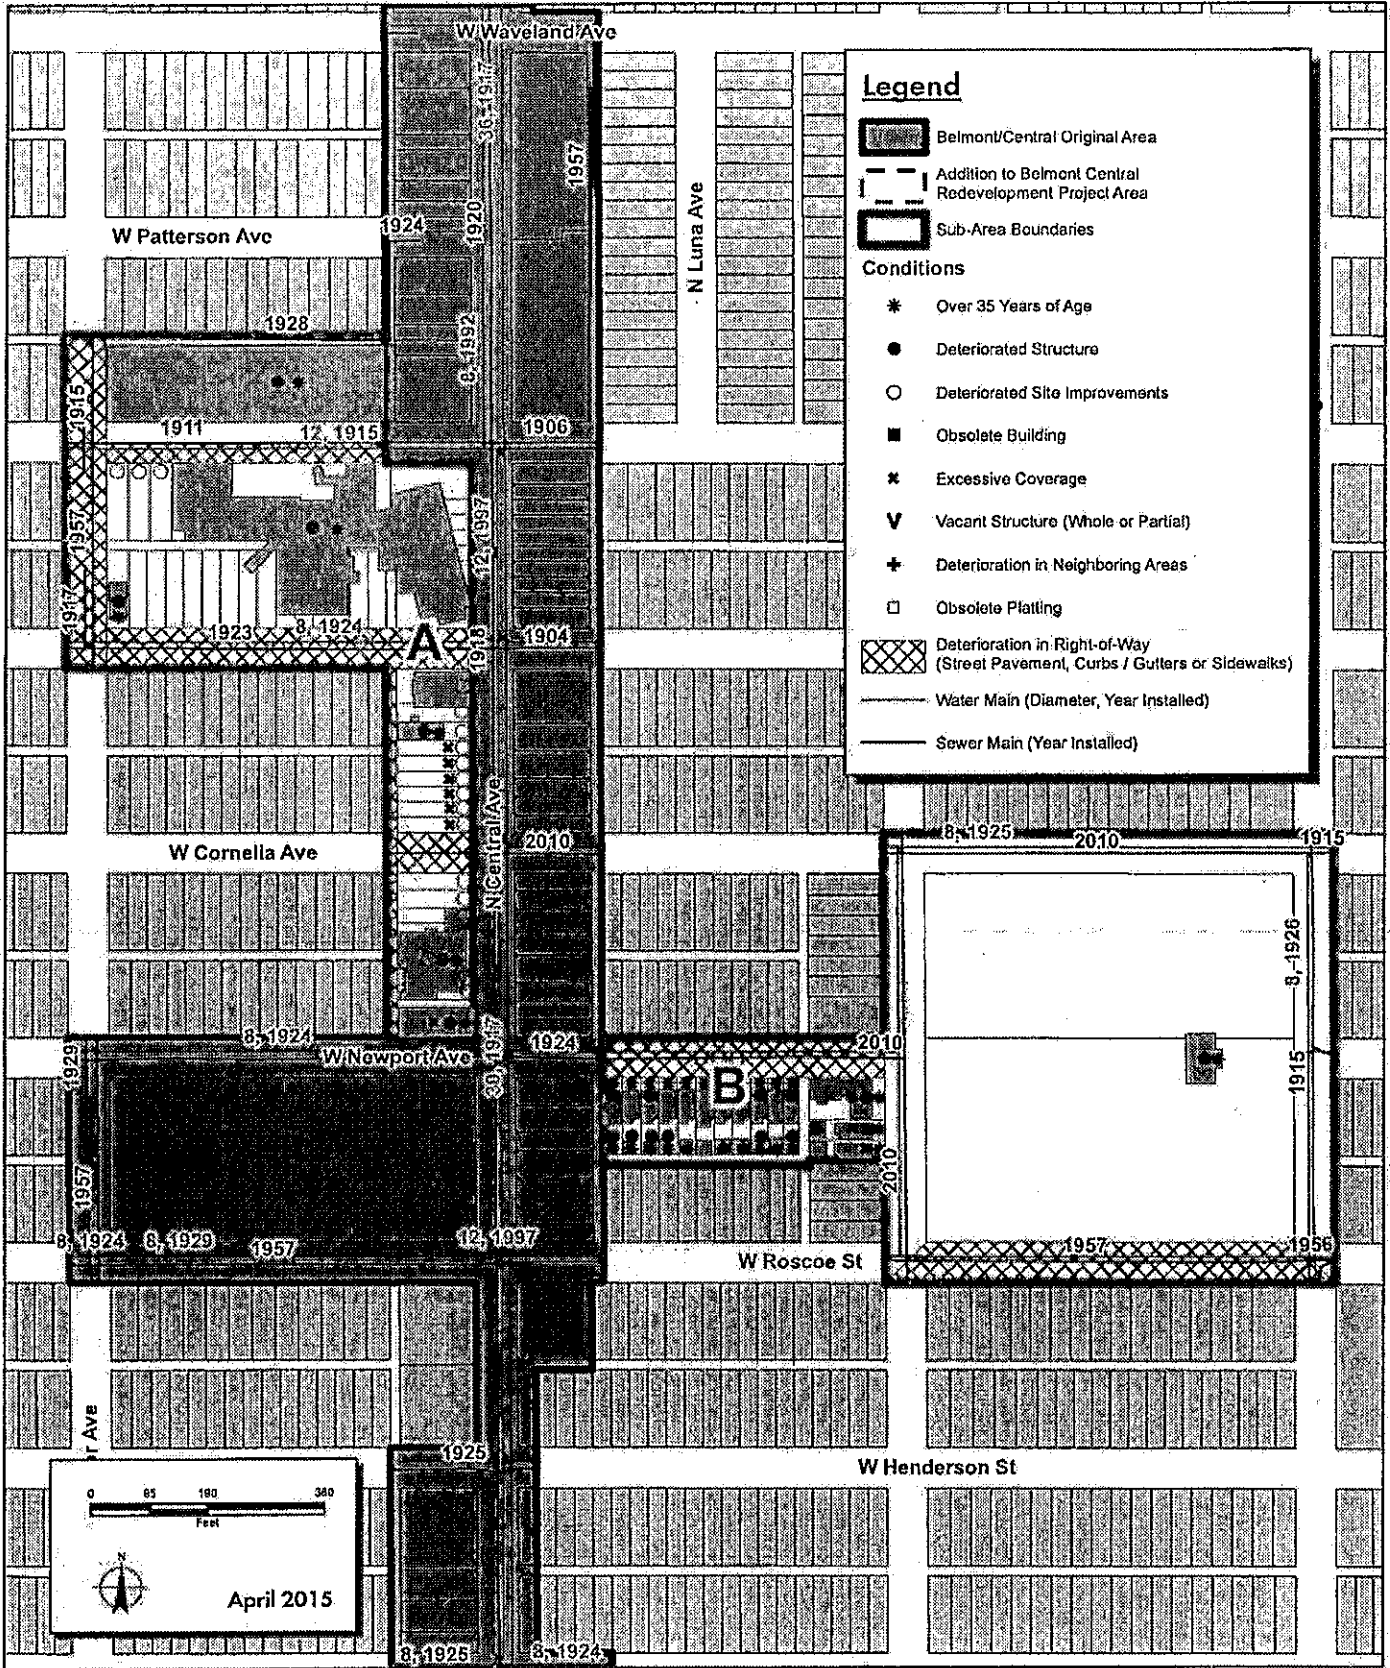 W Waveland Ave
36, 1917
1957
1924
1920
W Patterson Ave
N Luna Ave
8, 1992
1928
1915
1911
12, 1915
1906
1957
12, 1997
1917
1923
8, 1924
A
1918
1904
N Central Ave
W Cornelia Ave
2010
8, 1925
2010
1915
8, 1926
8, 1924
W Newport Ave
1929
30, 1917
1924
2010
B
1915
1957
2010
8, 1924
8, 1929
1957
12, 1997
W Roscoe St
1957
1956
1925
W Henderson St
8, 1925
8, 1924
Legend
Belmont/Central Original Area
Addition to Belmont Central
Redevelopment Project Area
Sub-Area Boundaries
Conditions
Over 35 Years of Age
Deteriorated Structure
Deteriorated Site Improvements
Obsolete Building
Excessive Coverage
Vacant Structure (Whole or Partial)
Deterioration in Neighboring Areas
Obsolete Platting
Deterioration in Right-of-Way
(Street Pavement, Curbs / Gutters or Sidewalks)
Water Main (Diameter, Year Installed)
Sewer Main (Year Installed)
r Ave
0
95
190
380
Feet
N
April 2015